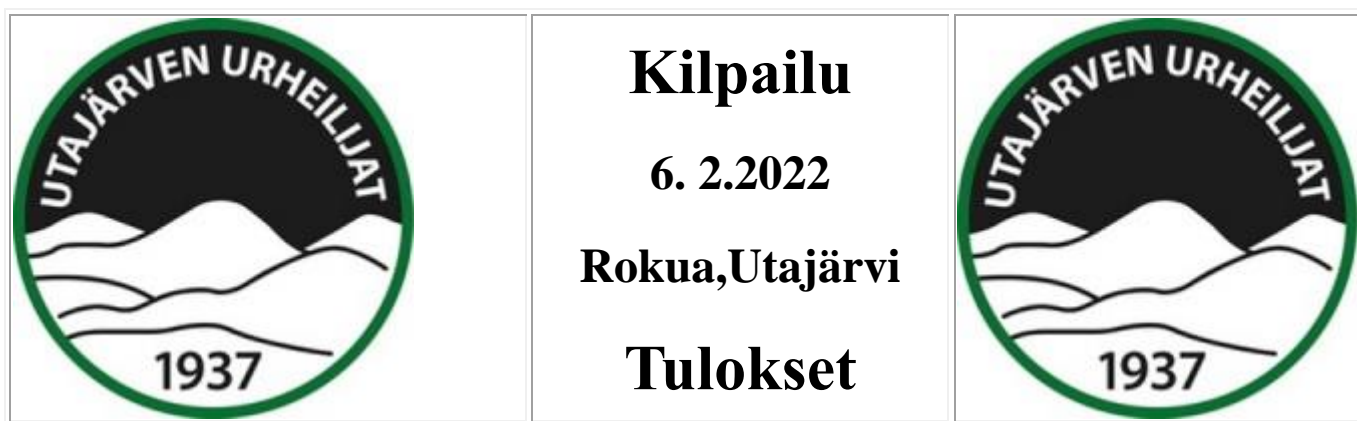 UTAJÄRVEN URHEILIJAT
1937
Kilpailu
6. 2.2022
Rokua,Utajärvi
Tulokset
UTAJÄRVEN URHEILIJAT
1937